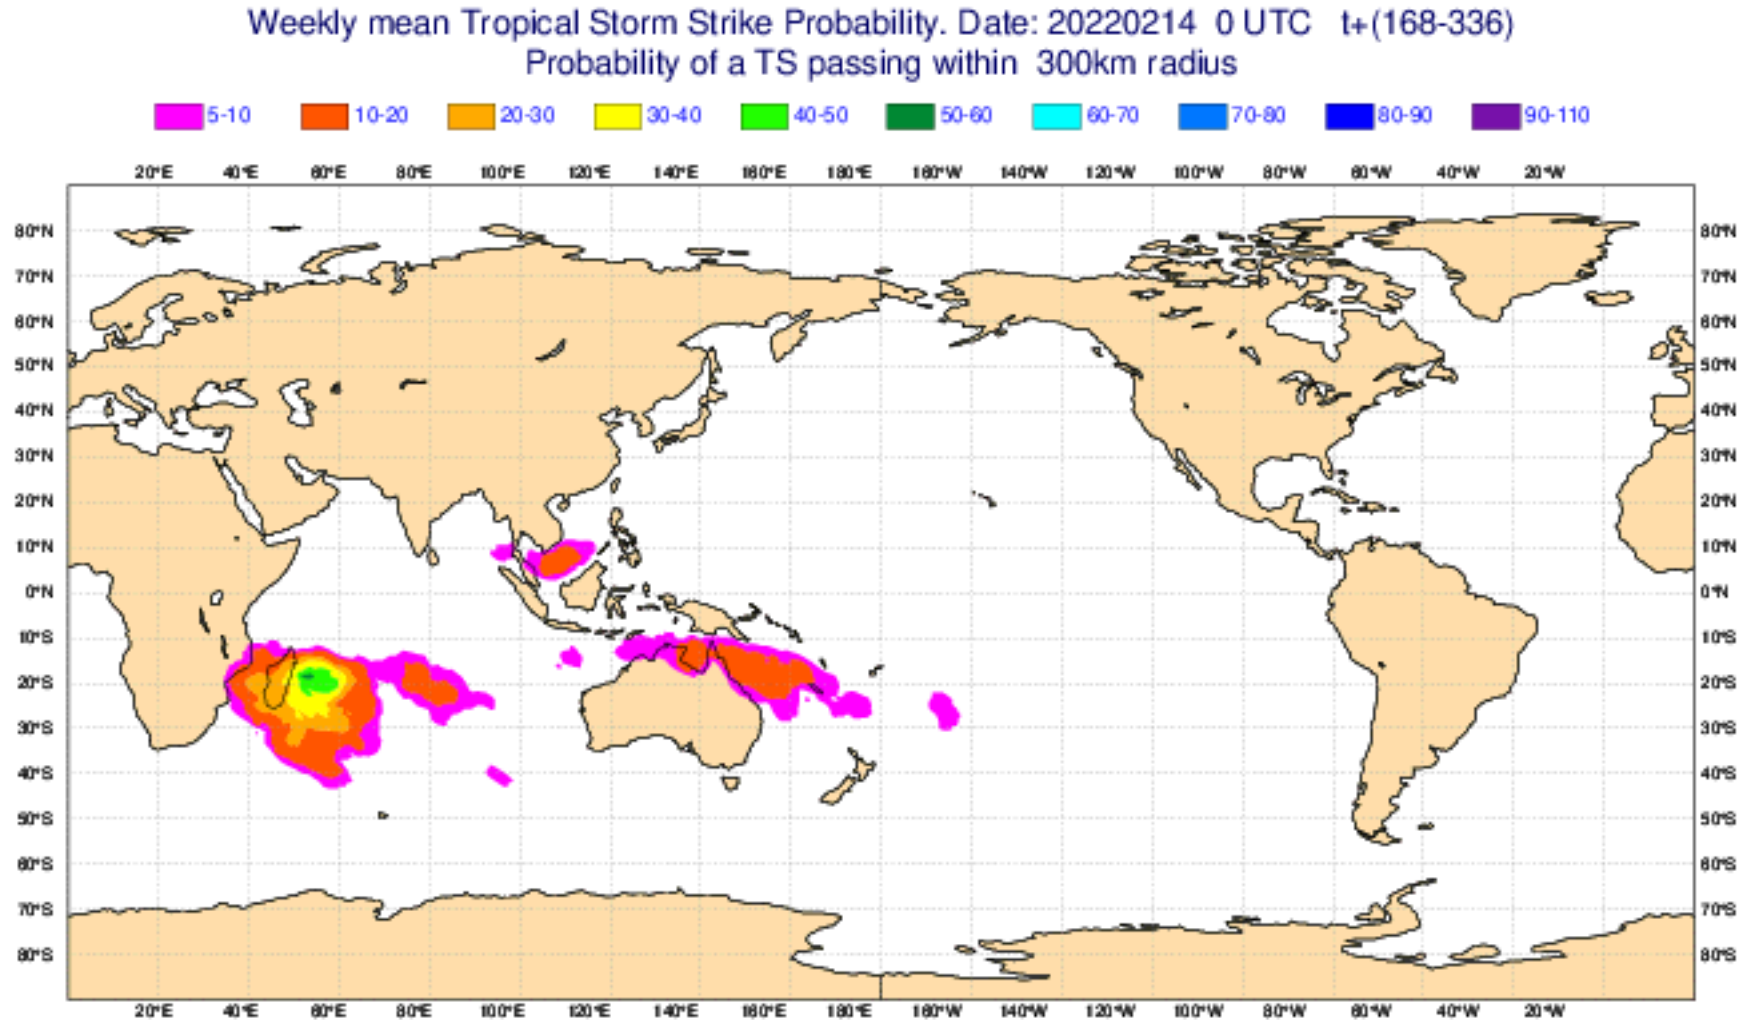 Weekly mean Tropical Storm Strike Probability. Date: 20220214 0 UTC t+(168-336)
Probability of a TS passing within 300km radius
5-10 10-20 20-30 30-40 40-50 50-60 60-70 70-80 80-90 90-110
20°E 40°E 60°E 80°E 100°E 120°E 140°E 160°E 180°E 160°W 140°W 120°W 100°W 80°W 60°W 40°W 20°W
80°N 80°N
70°N 70°N
60°N 60°N
50°N 50°N
40°N 40°N
30°N 30°N
20°N 20°N
10°N 10°N
0°N 0°N
10°S 10°S
20°S 20°S
30°S 30°S
40°S 40°S
50°S 50°S
60°S 60°S
70°S 70°S
80°S 80°S
20°E 40°E 60°E 80°E 100°E 120°E 140°E 160°E 180°E 160°W 140°W 120°W 100°W 80°W 60°W 40°W 20°W